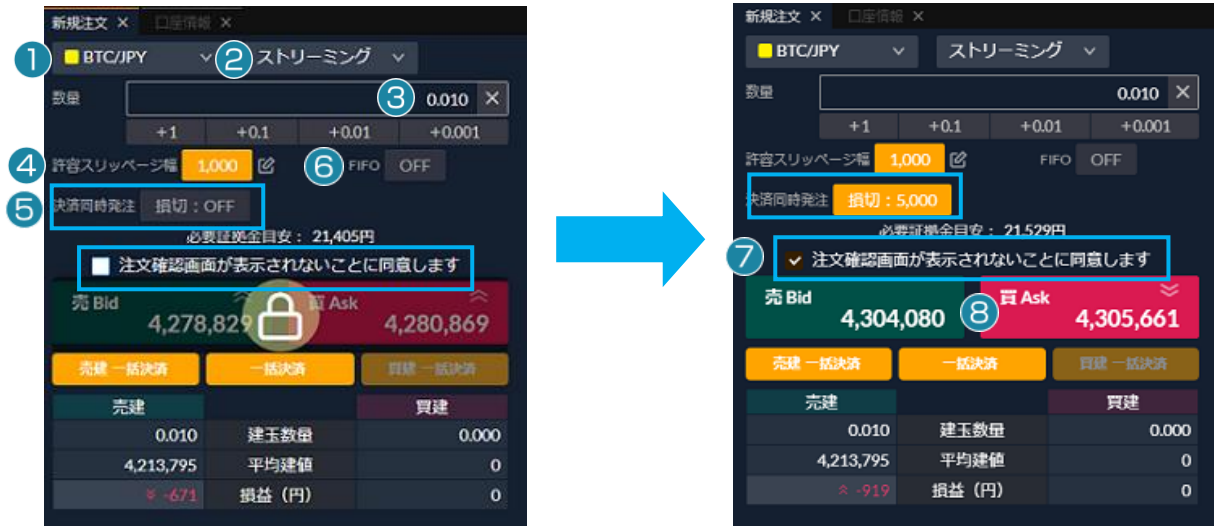 新規注文 × 口座情報 ×
1 BTC/JPY 2 ストリーミング
数量 3 0.010 ×
+1 +0.1 +0.01 +0.001
4 許容スリッページ幅 1,000 6 FIFO OFF
5 決済同時発注 損切：OFF
必要証拠金目安： 21,405円
注文確認画面が表示されないことに同意します
売 Bid 買 Ask
4,278,829 4,280,869
売建 一括決済 一括決済 買建 一括決済
売建 買建
0.010 建玉数量 0.000
4,213,795 平均建値 0
-671 損益（円） 0
新規注文 × 口座情報 ×
BTC/JPY ストリーミング
数量 0.010 ×
+1 +0.1 +0.01 +0.001
許容スリッページ幅 1,000 FIFO OFF
決済同時発注 損切：5,000
必要証拠金目安： 21,529円
7 注文確認画面が表示されないことに同意します
売 Bid 8 買 Ask
4,304,080 4,305,661
売建 一括決済 一括決済 買建 一括決済
売建 買建
0.010 建玉数量 0.000
4,213,795 平均建値 0
-919 損益（円） 0